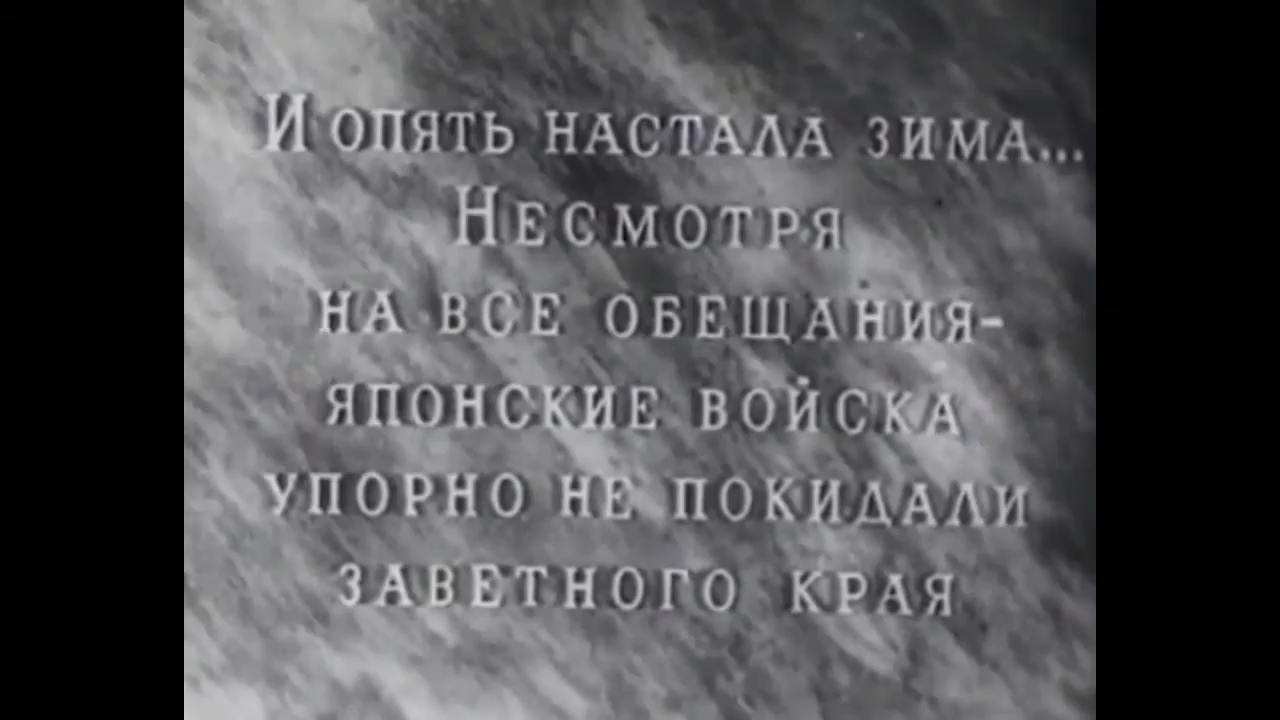 И ОПЯТЬ НАСТАЛА ЗИМА...
НЕСМОТРЯ
НА ВСЕ ОБЕЩАНИЯ-
ЯПОНСКИЕ ВОЙСКА
УПОРНО НЕ ПОКИДАЛИ
ЗАВЕТНОГО КРАЯ